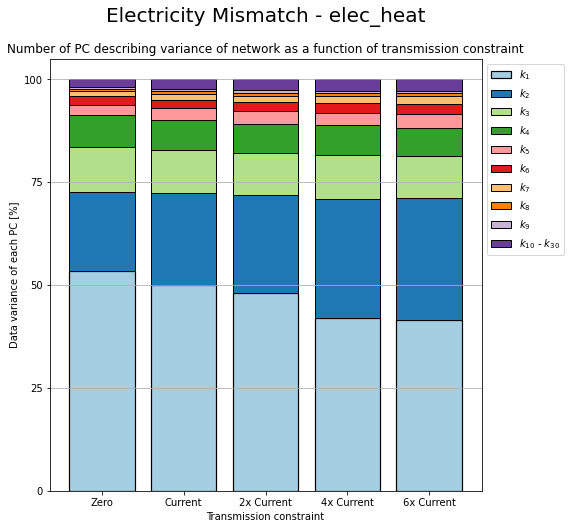 Electricity Mismatch - elec_heat
Number of PC describing variance of network as a function of transmission constraint
Data variance of each PC [%]
100
75
50
25
0
Zero
Current
2x Current
4x Current
6x Current
Transmission constraint
k1
k2
k3
k4
k5
k6
k7
k8
k9
k10 - k30